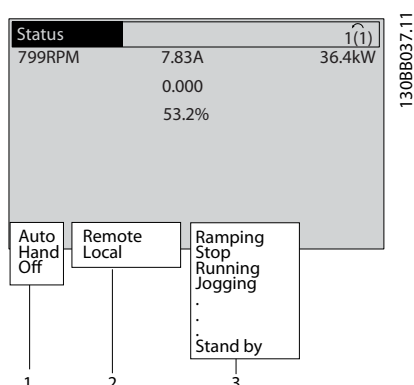 Status 1(1)
799RPM 7.83A 36.4kW
0.000
53.2%
Auto
Hand
Off
Remote
Local
Ramping
Stop
Running
Jogging
.
.
.
Stand by
1 2 3
130BB037.11